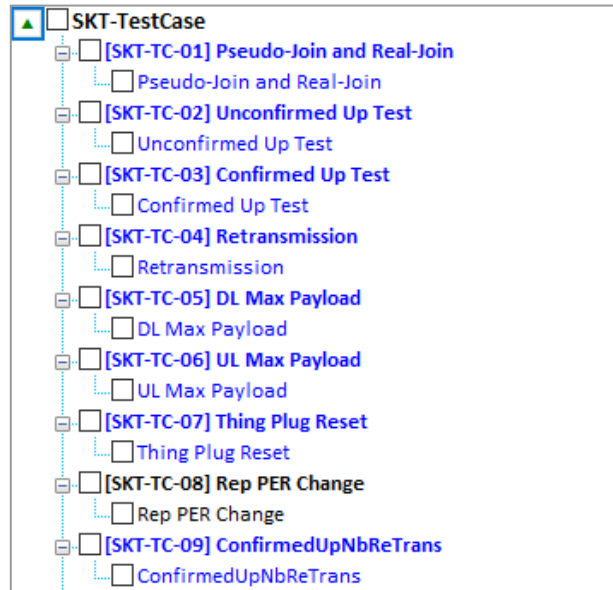 SKT-TestCase
[SKT-TC-01] Pseudo-Join and Real-Join
Pseudo-Join and Real-Join
[SKT-TC-02] Unconfirmed Up Test
Unconfirmed Up Test
[SKT-TC-03] Confirmed Up Test
Confirmed Up Test
[SKT-TC-04] Retransmission
Retransmission
[SKT-TC-05] DL Max Payload
DL Max Payload
[SKT-TC-06] UL Max Payload
UL Max Payload
[SKT-TC-07] Thing Plug Reset
Thing Plug Reset
[SKT-TC-08] Rep PER Change
Rep PER Change
[SKT-TC-09] ConfirmedUpNbReTrans
ConfirmedUpNbReTrans